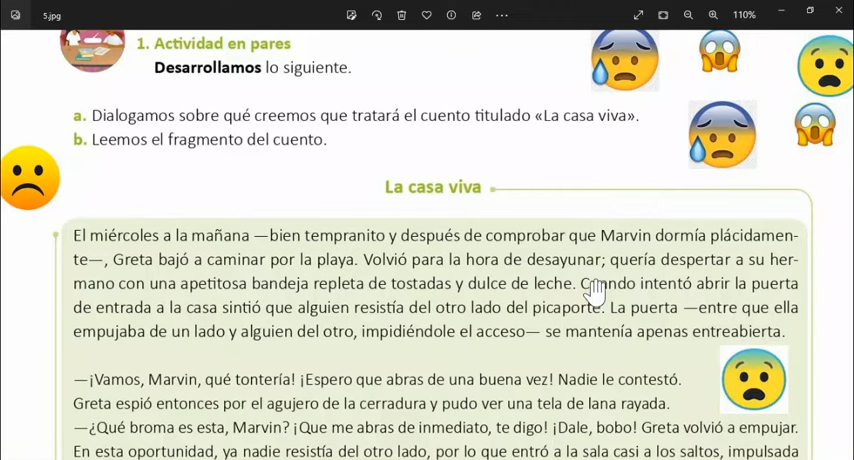 5.jpg
110%
1. Actividad en pares
Desarrollamos lo siguiente.
a. Dialogamos sobre qué creemos que tratará el cuento titulado «La casa viva».
b. Leemos el fragmento del cuento.
La casa viva
El miércoles a la mañana —bien tempranito y después de comprobar que Marvin dormía plácidamen-
te—, Greta bajó a caminar por la playa. Volvió para la hora de desayunar; quería despertar a su her-
mano con una apetitosa bandeja repleta de tostadas y dulce de leche. Cuando intentó abrir la puerta
de entrada a la casa sintió que alguien resistía del otro lado del picaporte. La puerta —entre que ella
empujaba de un lado y alguien del otro, impidiéndole el acceso— se mantenía apenas entreabierta.
—¡Vamos, Marvin, qué tontería! ¡Espero que abras de una buena vez! Nadie le contestó.
Greta espió entonces por el agujero de la cerradura y pudo ver una tela de lana rayada.
—¿Qué broma es esta, Marvin? ¡Que me abras de inmediato, te digo! ¡Dale, bobo! Greta volvió a empujar.
En esta oportunidad, ya nadie resistía del otro lado, por lo que entró a la sala casi a los saltos, impulsada